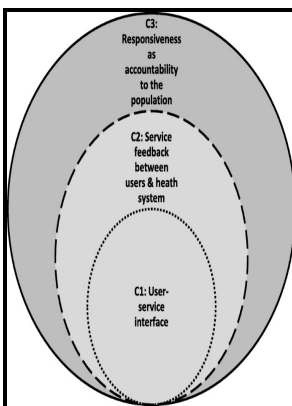 C3:
Responsiveness
as
accountability
to the
population
C2: Service
feedback
between
users & heath
system
C1: User-
service
interface